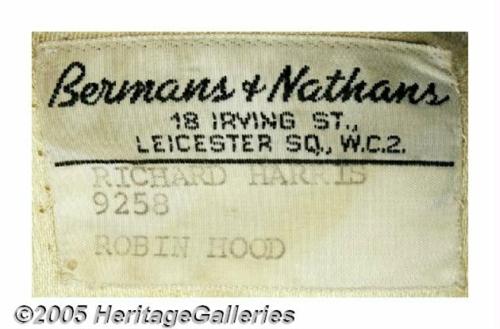 Bermans & Nathans
18 IRVING ST.,
LEICESTER SQ., W.C.2.
RICHARD HARRIS
9258
ROBIN HOOD
©2005 HeritageGalleries